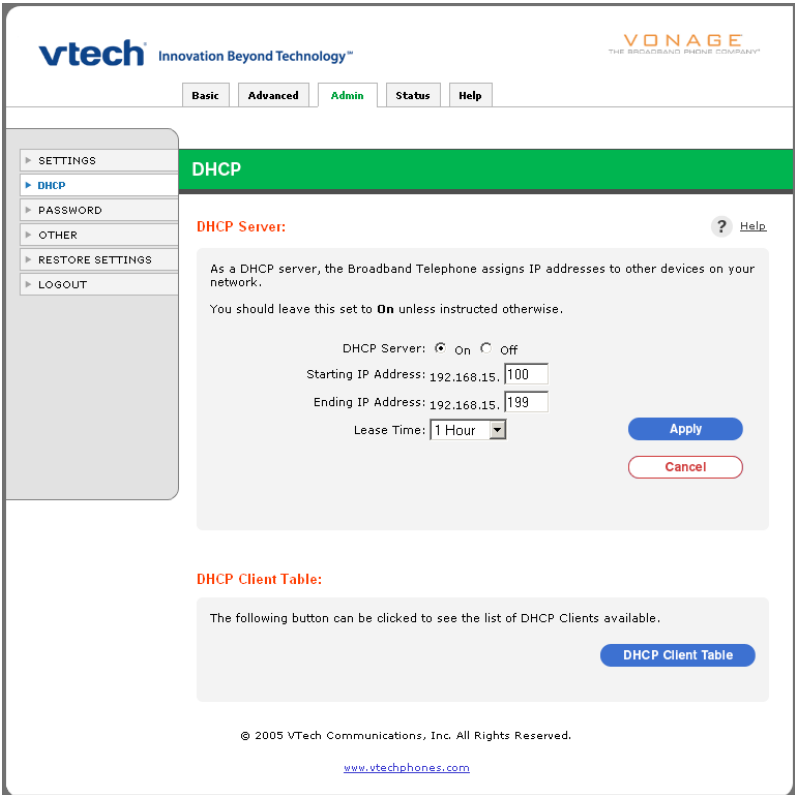 vtech Innovation Beyond Technology℠
VONAGE
THE BROADBAND PHONE COMPANY℠
Basic Advanced Admin Status Help
SETTINGS
DHCP
PASSWORD
OTHER
RESTORE SETTINGS
LOGOUT
DHCP
DHCP Server:
? Help
As a DHCP server, the Broadband Telephone assigns IP addresses to other devices on your
network.
You should leave this set to On unless instructed otherwise.
DHCP Server: On Off
Starting IP Address: 192.168.15. 100
Ending IP Address: 192.168.15. 199
Lease Time: 1 Hour
Apply
Cancel
DHCP Client Table:
The following button can be clicked to see the list of DHCP Clients available.
DHCP Client Table
© 2005 VTech Communications, Inc. All Rights Reserved.
www.vtechphones.com